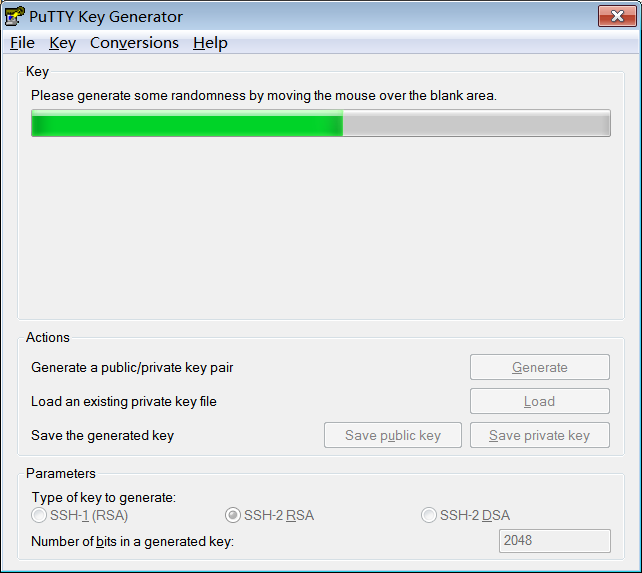 PuTTY Key Generator
File Key Conversions Help
Key
Please generate some randomness by moving the mouse over the blank area.
Actions
Generate a public/private key pair
Generate
Load an existing private key file
Load
Save the generated key
Save public key
Save private key
Parameters
Type of key to generate:
SSH-1 (RSA)
SSH-2 RSA
SSH-2 DSA
Number of bits in a generated key:
2048